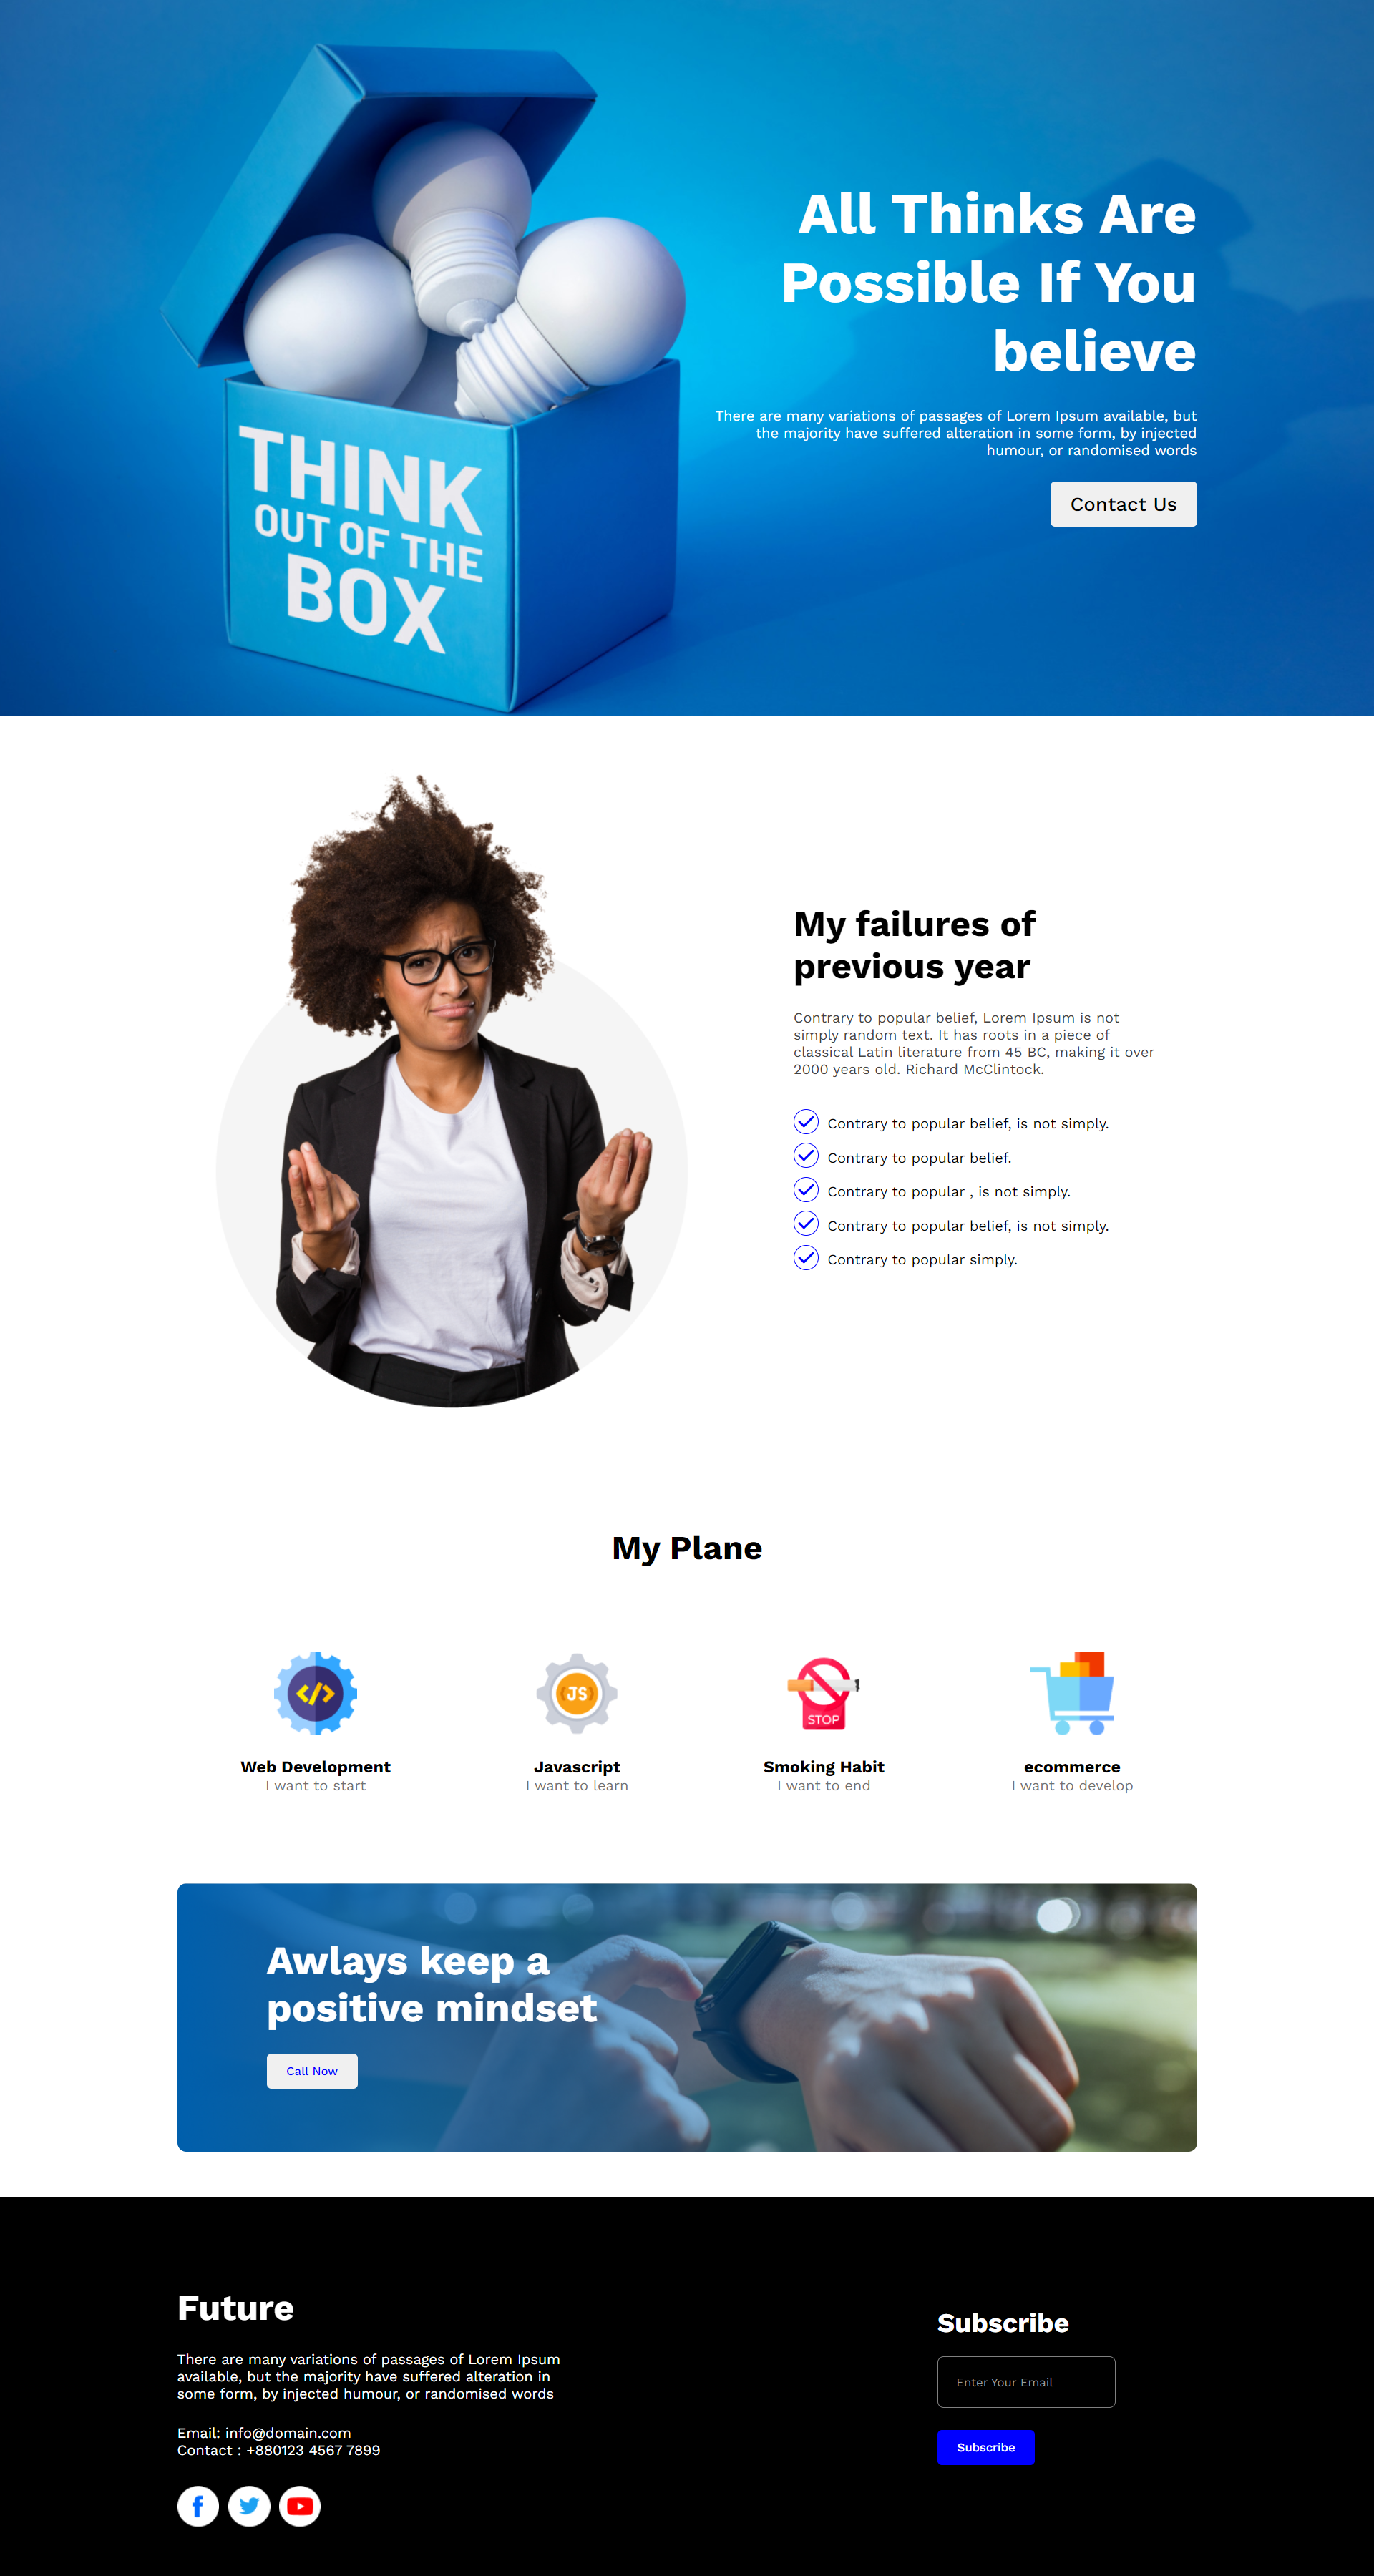 THINK
OUT OF THE
BOX
All Thinks Are
Possible If You
believe
There are many variations of passages of Lorem Ipsum available, but
the majority have suffered alteration in some form, by injected
humour, or randomised words
Contact Us
My failures of
previous year
Contrary to popular belief, Lorem Ipsum is not
simply random text. It has roots in a piece of
classical Latin literature from 45 BC, making it over
2000 years old. Richard McClintock.
Contrary to popular belief, is not simply.
Contrary to popular belief.
Contrary to popular , is not simply.
Contrary to popular belief, is not simply.
Contrary to popular simply.
My Plane
</>
JS
STOP
Web Development
I want to start
Javascript
I want to learn
Smoking Habit
I want to end
ecommerce
I want to develop
Awlays keep a
positive mindset
Call Now
Future
There are many variations of passages of Lorem Ipsum
available, but the majority have suffered alteration in
some form, by injected humour, or randomised words
Email: info@domain.com
Contact : +880123 4567 7899
Subscribe
Enter Your Email
Subscribe